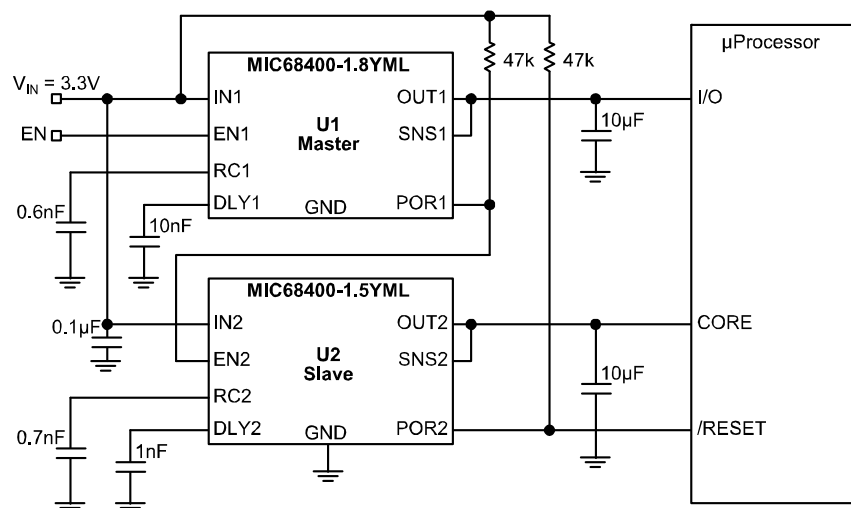 µProcessor
MIC68400-1.8YML
47k
47k
V_IN = 3.3V
IN1
OUT1
I/O
U1
Master
10µF
EN
EN1
SNS1
RC1
DLY1
GND
POR1
0.6nF
10nF
MIC68400-1.5YML
0.1µF
IN2
OUT2
CORE
U2
Slave
EN2
SNS2
10µF
RC2
DLY2
GND
POR2
/RESET
0.7nF
1nF